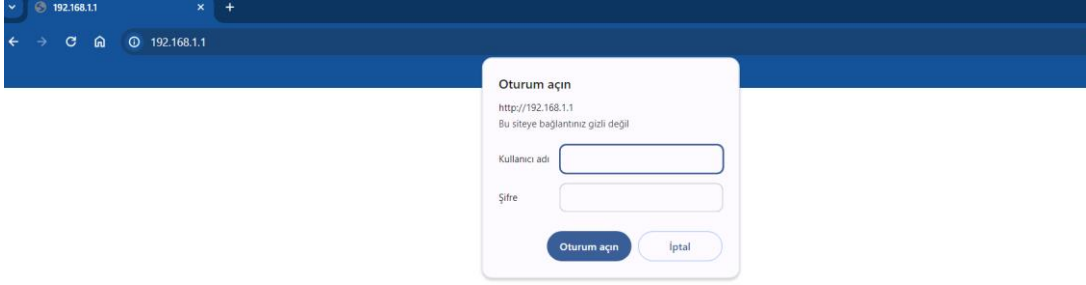 192.168.1.1
192.168.1.1
Oturum açın
http://192.168.1.1
Bu siteye bağlantınız gizli değil
Kullanıcı adı
Şifre
Oturum açın İptal